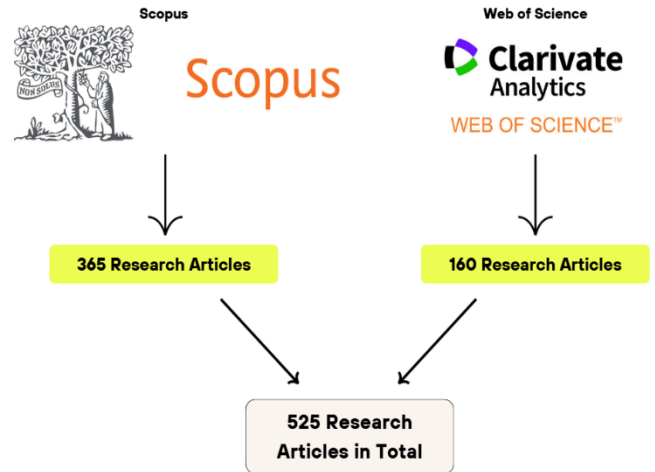 Scopus
Web of Science
NON SOLUS
Scopus
Clarivate
Analytics
WEB OF SCIENCE™
365 Research Articles
160 Research Articles
525 Research
Articles in Total